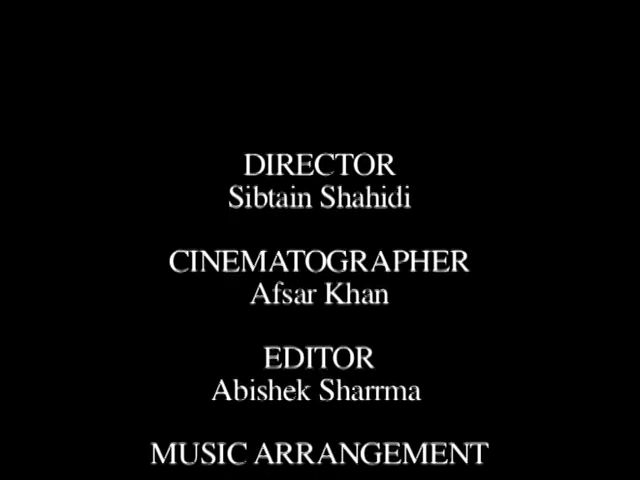 DIRECTOR
Sibtain Shahidi
CINEMATOGRAPHER
Afsar Khan
EDITOR
Abishek Sharrma
MUSIC ARRANGEMENT